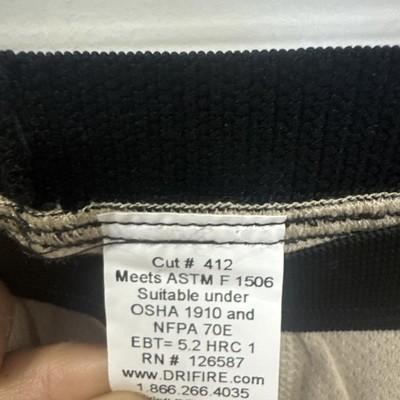 Cut # 412
Meets ASTM F 1506
Suitable under
OSHA 1910 and
NFPA 70E
EBT= 5.2 HRC 1
RN # 126587
www.DRIFIRE.com
1.866.266.4035